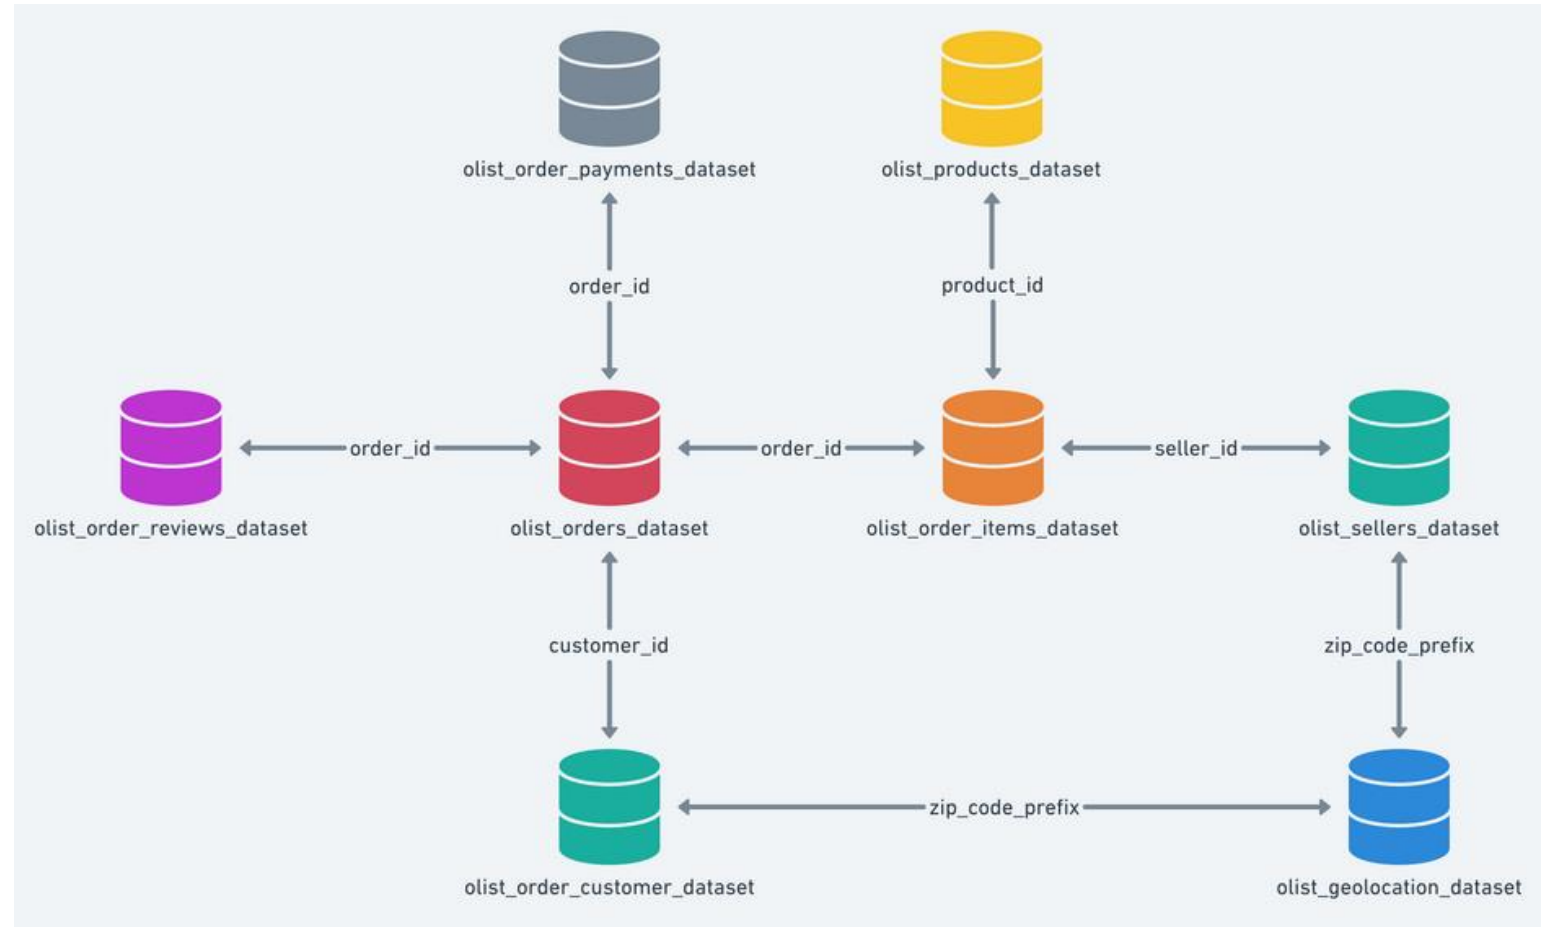 olist_order_payments_dataset
olist_products_dataset
order_id
product_id
order_id
order_id
seller_id
olist_order_reviews_dataset
olist_orders_dataset
olist_order_items_dataset
olist_sellers_dataset
customer_id
zip_code_prefix
zip_code_prefix
olist_order_customer_dataset
olist_geolocation_dataset